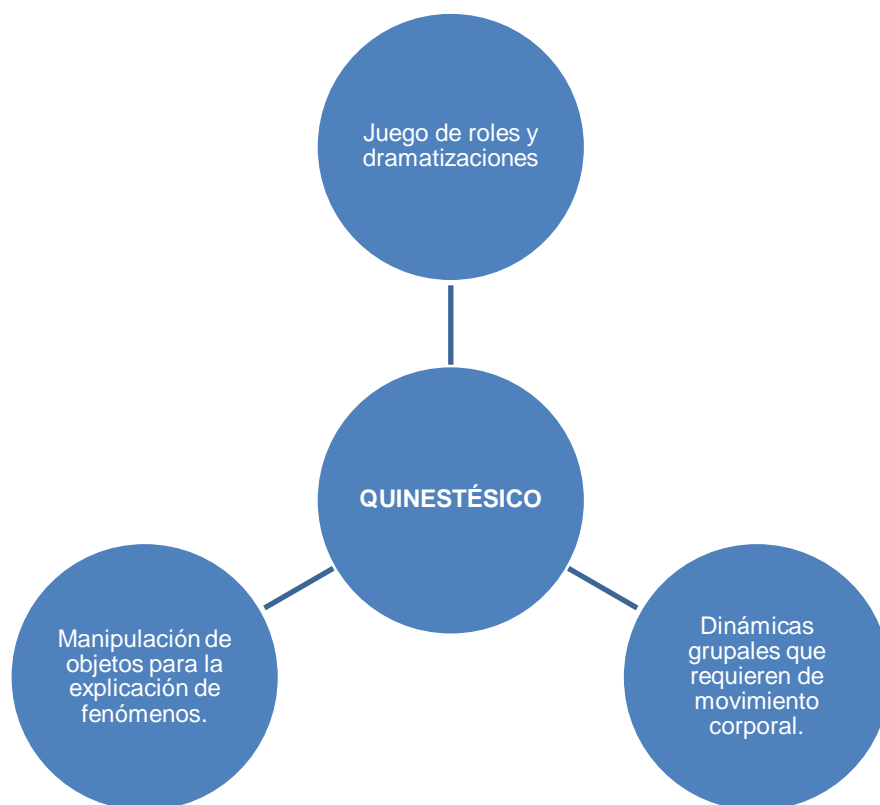 Juego de roles y
dramatizaciones
QUINESTÉSICO
Manipulación de
objetos para la
explicación de
fenómenos.
Dinámicas
grupales que
requieren de
movimiento
corporal.